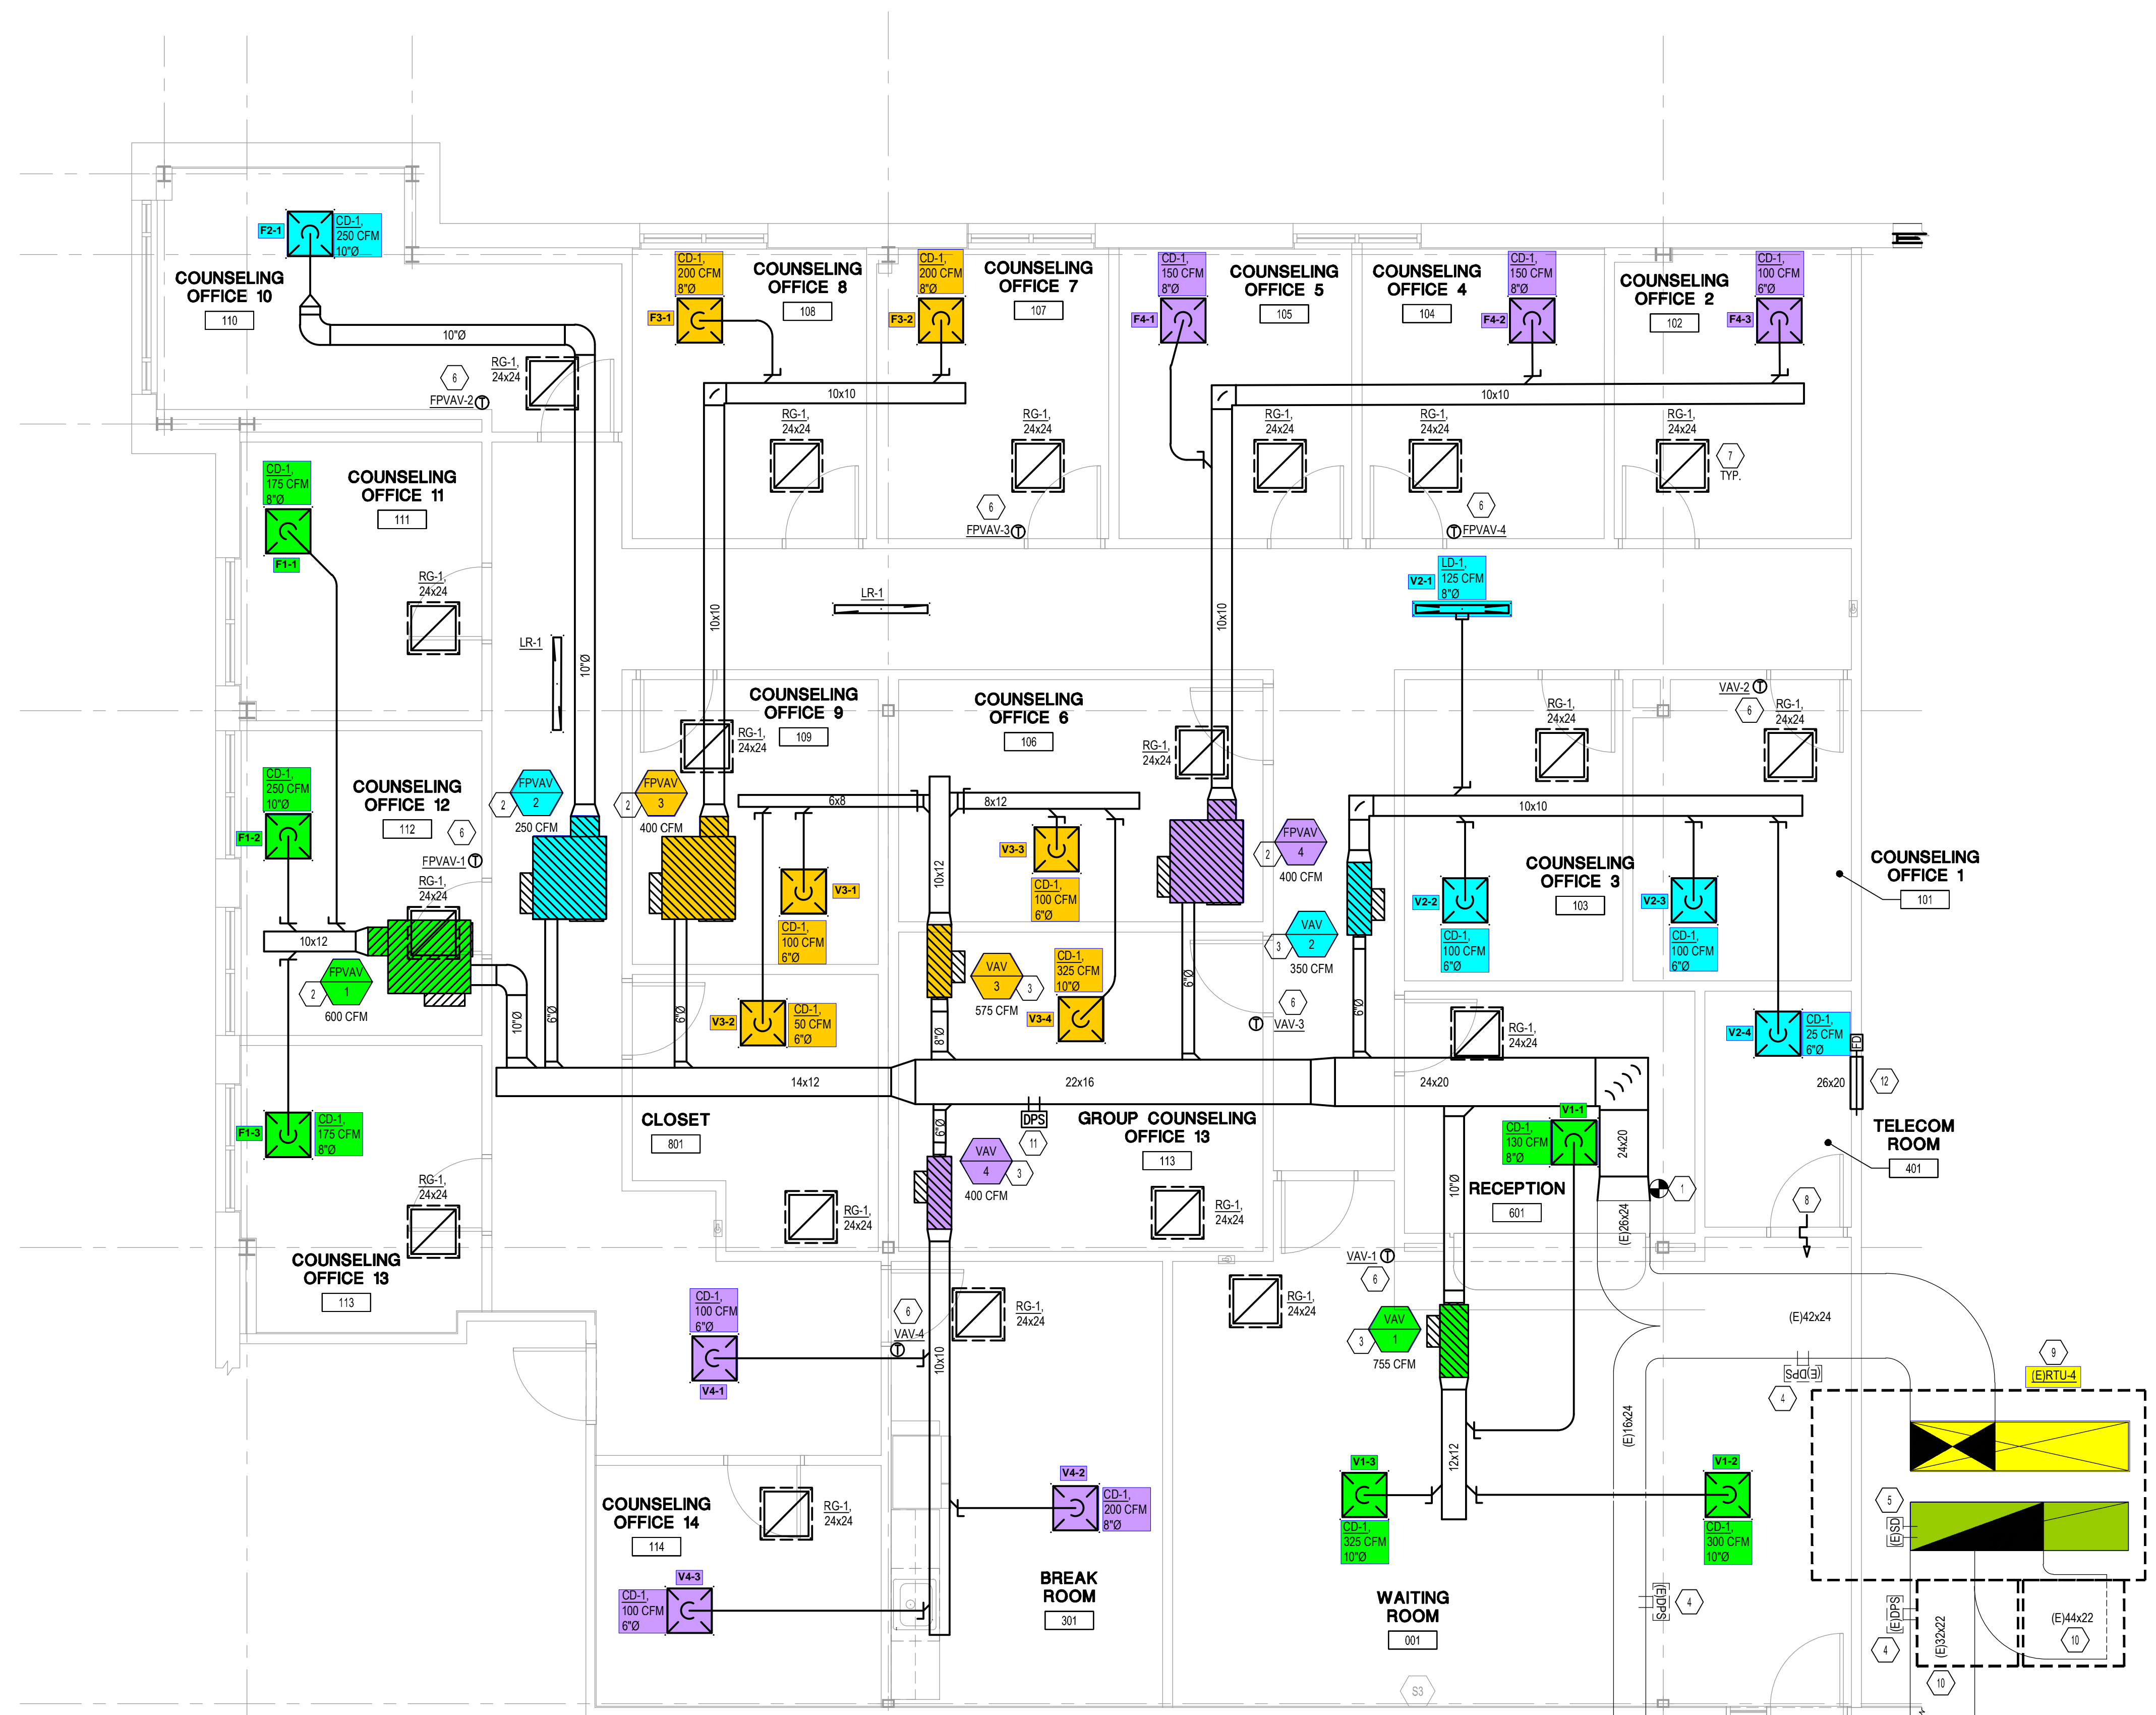 F2-1
CD-1,
250 CFM
10"Ø
COUNSELING
OFFICE 10
110
10"Ø
RG-1,
24x24
6
FPVAV-2
T
CD-1,
200 CFM
8"Ø
F3-1
COUNSELING
OFFICE 8
108
CD-1,
200 CFM
8"Ø
F3-2
COUNSELING
OFFICE 7
107
CD-1,
150 CFM
8"Ø
F4-1
COUNSELING
OFFICE 5
105
COUNSELING
OFFICE 4
104
CD-1,
150 CFM
8"Ø
F4-2
COUNSELING
OFFICE 2
102
CD-1,
100 CFM
6"Ø
F4-3
10x10
10x10
RG-1,
24x24
RG-1,
24x24
RG-1,
24x24
RG-1,
24x24
RG-1,
24x24
7
TYP.
6
FPVAV-3
T
6
T
FPVAV-4
CD-1,
175 CFM
8"Ø
F1-1
COUNSELING
OFFICE 11
111
RG-1,
24x24
LR-1
10"Ø
10x10
LR-1
10x10
V2-1
LD-1,
125 CFM
8"Ø
COUNSELING
OFFICE 9
109
RG-1,
24x24
COUNSELING
OFFICE 6
106
RG-1,
24x24
VAV-2
T
6
RG-1,
24x24
RG-1,
24x24
CD-1,
250 CFM
10"Ø
F1-2
COUNSELING
OFFICE 12
112
6
FPVAV-1
T
RG-1,
24x24
FPVAV
2
2
250 CFM
FPVAV
3
2
400 CFM
6x8
8x12
10x12
V3-1
CD-1,
100 CFM
6"Ø
V3-3
CD-1,
100 CFM
6"Ø
FPVAV
4
2
400 CFM
10x10
V2-2
CD-1,
100 CFM
6"Ø
COUNSELING
OFFICE 3
103
V2-3
CD-1,
100 CFM
6"Ø
COUNSELING
OFFICE 1
101
10x12
FPVAV
1
2
600 CFM
10"Ø
6"Ø
6"Ø
V3-2
CD-1,
50 CFM
6"Ø
VAV
3
3
575 CFM
8"Ø
CD-1,
325 CFM
10"Ø
V3-4
6"Ø
VAV
2
3
350 CFM
6
T
VAV-3
6"Ø
RG-1,
24x24
V2-4
CD-1,
25 CFM
6"Ø
FD
26x20
12
14x12
22x16
24x20
24x20
F1-3
CD-1,
175 CFM
8"Ø
CLOSET
801
6"Ø
DPS
11
GROUP COUNSELING
OFFICE 13
113
V1-1
CD-1,
130 CFM
8"Ø
TELECOM
ROOM
401
VAV
4
3
400 CFM
10"Ø
RECEPTION
601
1
8
(E)26x24
RG-1,
24x24
RG-1,
24x24
RG-1,
24x24
COUNSELING
OFFICE 13
113
CD-1,
100 CFM
6"Ø
V4-1
6
VAV-4
T
RG-1,
24x24
10x10
RG-1,
24x24
VAV-1
T
6
VAV
1
3
755 CFM
(E)42x24
(E)DPS
4
9
(E)RTU-4
(E)16x24
12x12
COUNSELING
OFFICE 14
114
RG-1,
24x24
V4-3
CD-1,
100 CFM
6"Ø
V4-2
CD-1,
200 CFM
8"Ø
BREAK
ROOM
301
V1-3
CD-1,
325 CFM
10"Ø
V1-2
CD-1,
300 CFM
10"Ø
WAITING
ROOM
001
S3
(E)DPS
4
5
(E)SD
(E)DPS
4
(E)32x22
10
(E)44x22
10